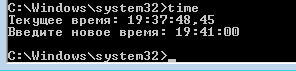 C:\Windows\system32>time
Текущее время: 19:37:48,45
Введите новое время: 19:41:00
C:\Windows\system32>_